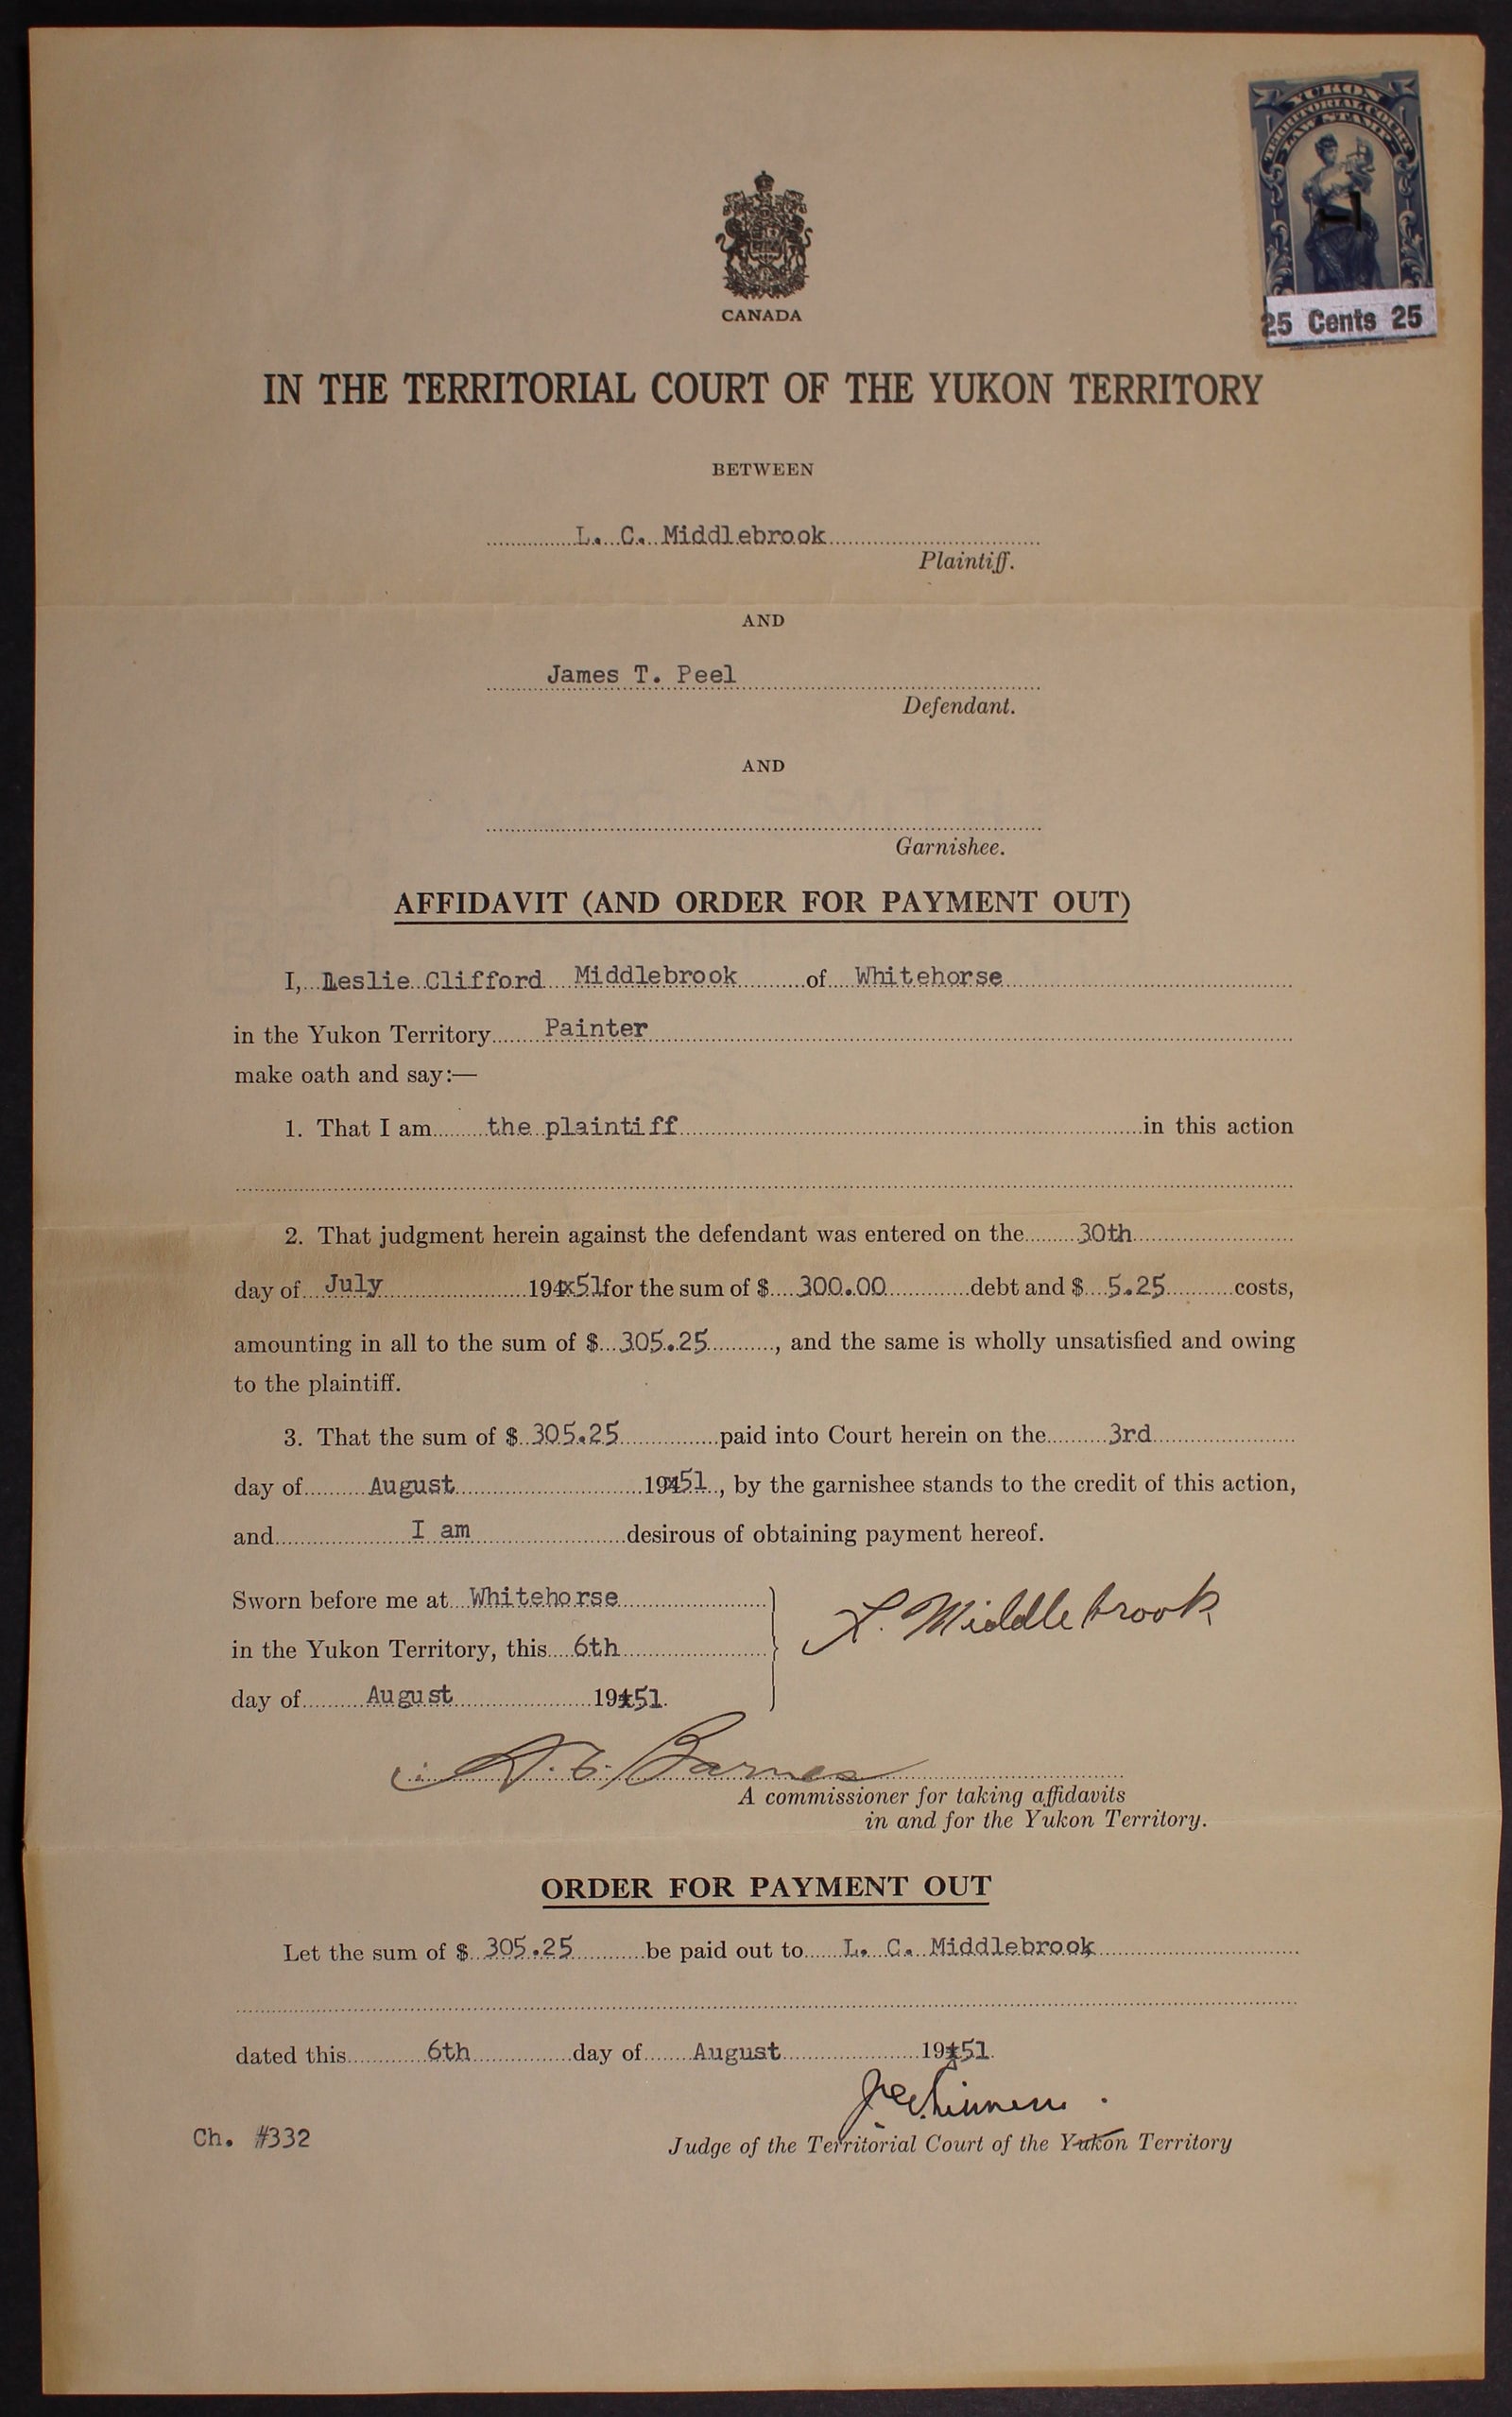 YUKON
TERRITORIAL COURT
LAW STAMP
25 Cents 25
CANADA
IN THE TERRITORIAL COURT OF THE YUKON TERRITORY
BETWEEN
L. C. Middlebrook
Plaintiff.
AND
James T. Peel
Defendant.
AND
Garnishee.
AFFIDAVIT (AND ORDER FOR PAYMENT OUT)
I, Leslie Clifford Middlebrook of Whitehorse
in the Yukon Territory Painter
make oath and say:—
1. That I am the plaintiff in this action
2. That judgment herein against the defendant was entered on the 30th
day of July 194x51 for the sum of $ 300.00 debt and $ 5.25 costs,
amounting in all to the sum of $ 305.25, and the same is wholly unsatisfied and owing
to the plaintiff.
3. That the sum of $ 305.25 paid into Court herein on the 3rd
day of August 19451, by the garnishee stands to the credit of this action,
and I am desirous of obtaining payment hereof.
Sworn before me at Whitehorse
in the Yukon Territory, this 6th
day of August 19451.
L. Middlebrook
Barnes
A commissioner for taking affidavits
in and for the Yukon Territory.
ORDER FOR PAYMENT OUT
Let the sum of $ 305.25 be paid out to L. C. Middlebrook
dated this 6th day of August 19451.
Ch. #332
Judge of the Territorial Court of the Yukon Territory